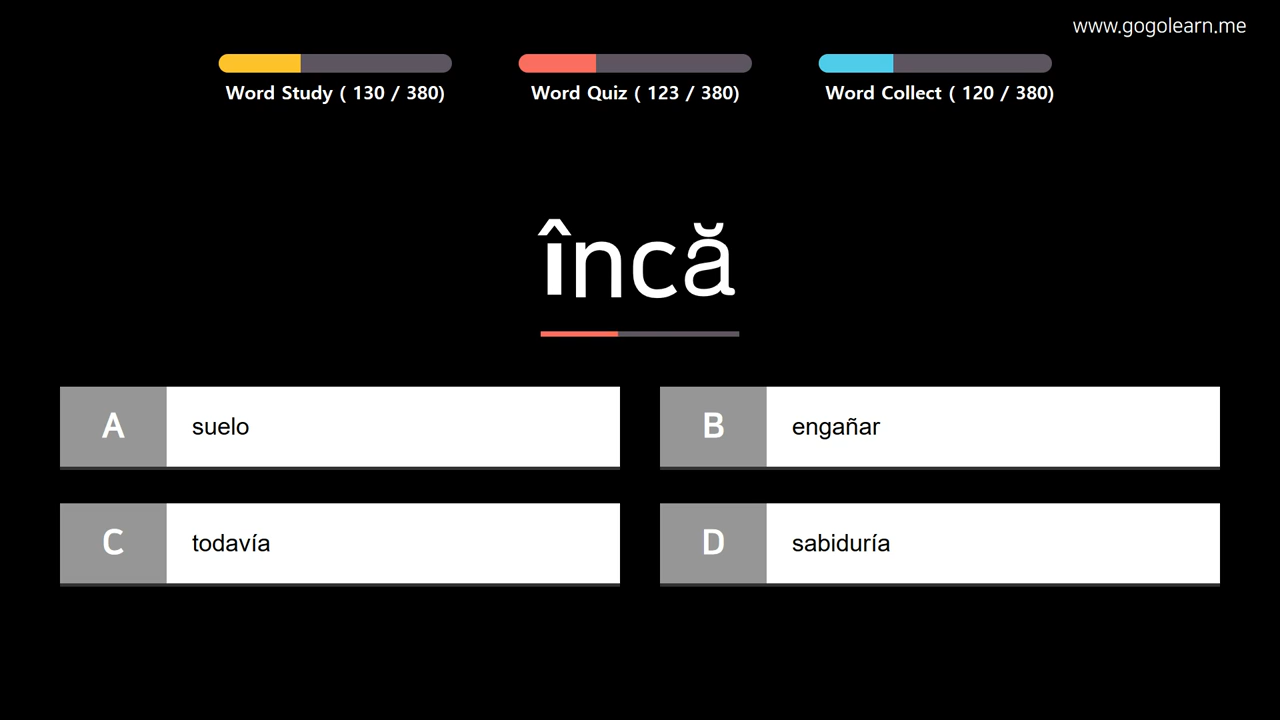 www.gogolearn.me
Word Study ( 130 / 380)
Word Quiz ( 123 / 380)
Word Collect ( 120 / 380)
încă
A suelo
B engañar
C todavía
D sabiduría